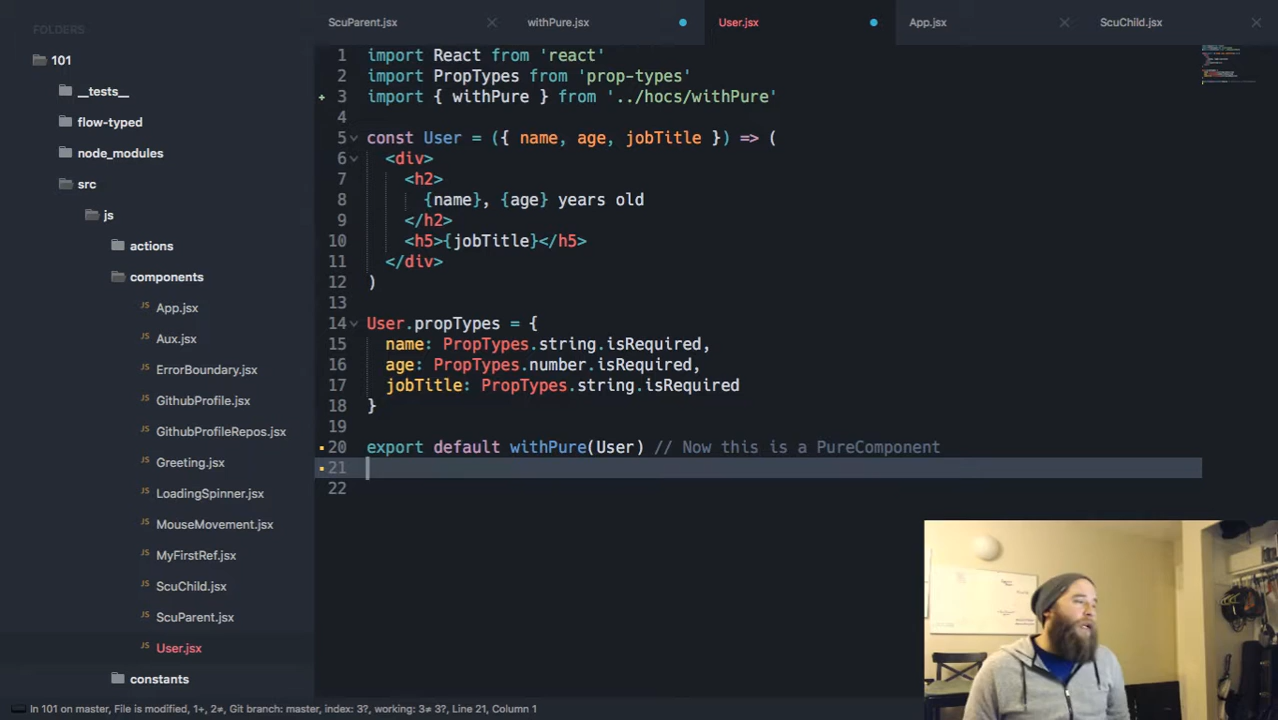 FOLDERS
101
__tests__
flow-typed
node_modules
src
js
actions
components
App.jsx
Aux.jsx
ErrorBoundary.jsx
GithubProfile.jsx
GithubProfileRepos.jsx
Greeting.jsx
LoadingSpinner.jsx
MouseMovement.jsx
MyFirstRef.jsx
ScuChild.jsx
ScuParent.jsx
User.jsx
constants
ScuParent.jsx × withPure.jsx User.jsx App.jsx × ScuChild.jsx ×
1 import React from 'react'
2 import PropTypes from 'prop-types'
+ 3 import { withPure } from '../hocs/withPure'
4
5 const User = ({ name, age, jobTitle }) => (
6 <div>
7 <h2>
8 {name}, {age} years old
9 </h2>
10 <h5>{jobTitle}</h5>
11 </div>
12 )
13
14 User.propTypes = {
15 name: PropTypes.string.isRequired,
16 age: PropTypes.number.isRequired,
17 jobTitle: PropTypes.string.isRequired
18 }
19
20 export default withPure(User) // Now this is a PureComponent
21
22
In 101 on master, File is modified, 1+, 2≠, Git branch: master, index: 3?, working: 3≠ 3?, Line 21, Column 1